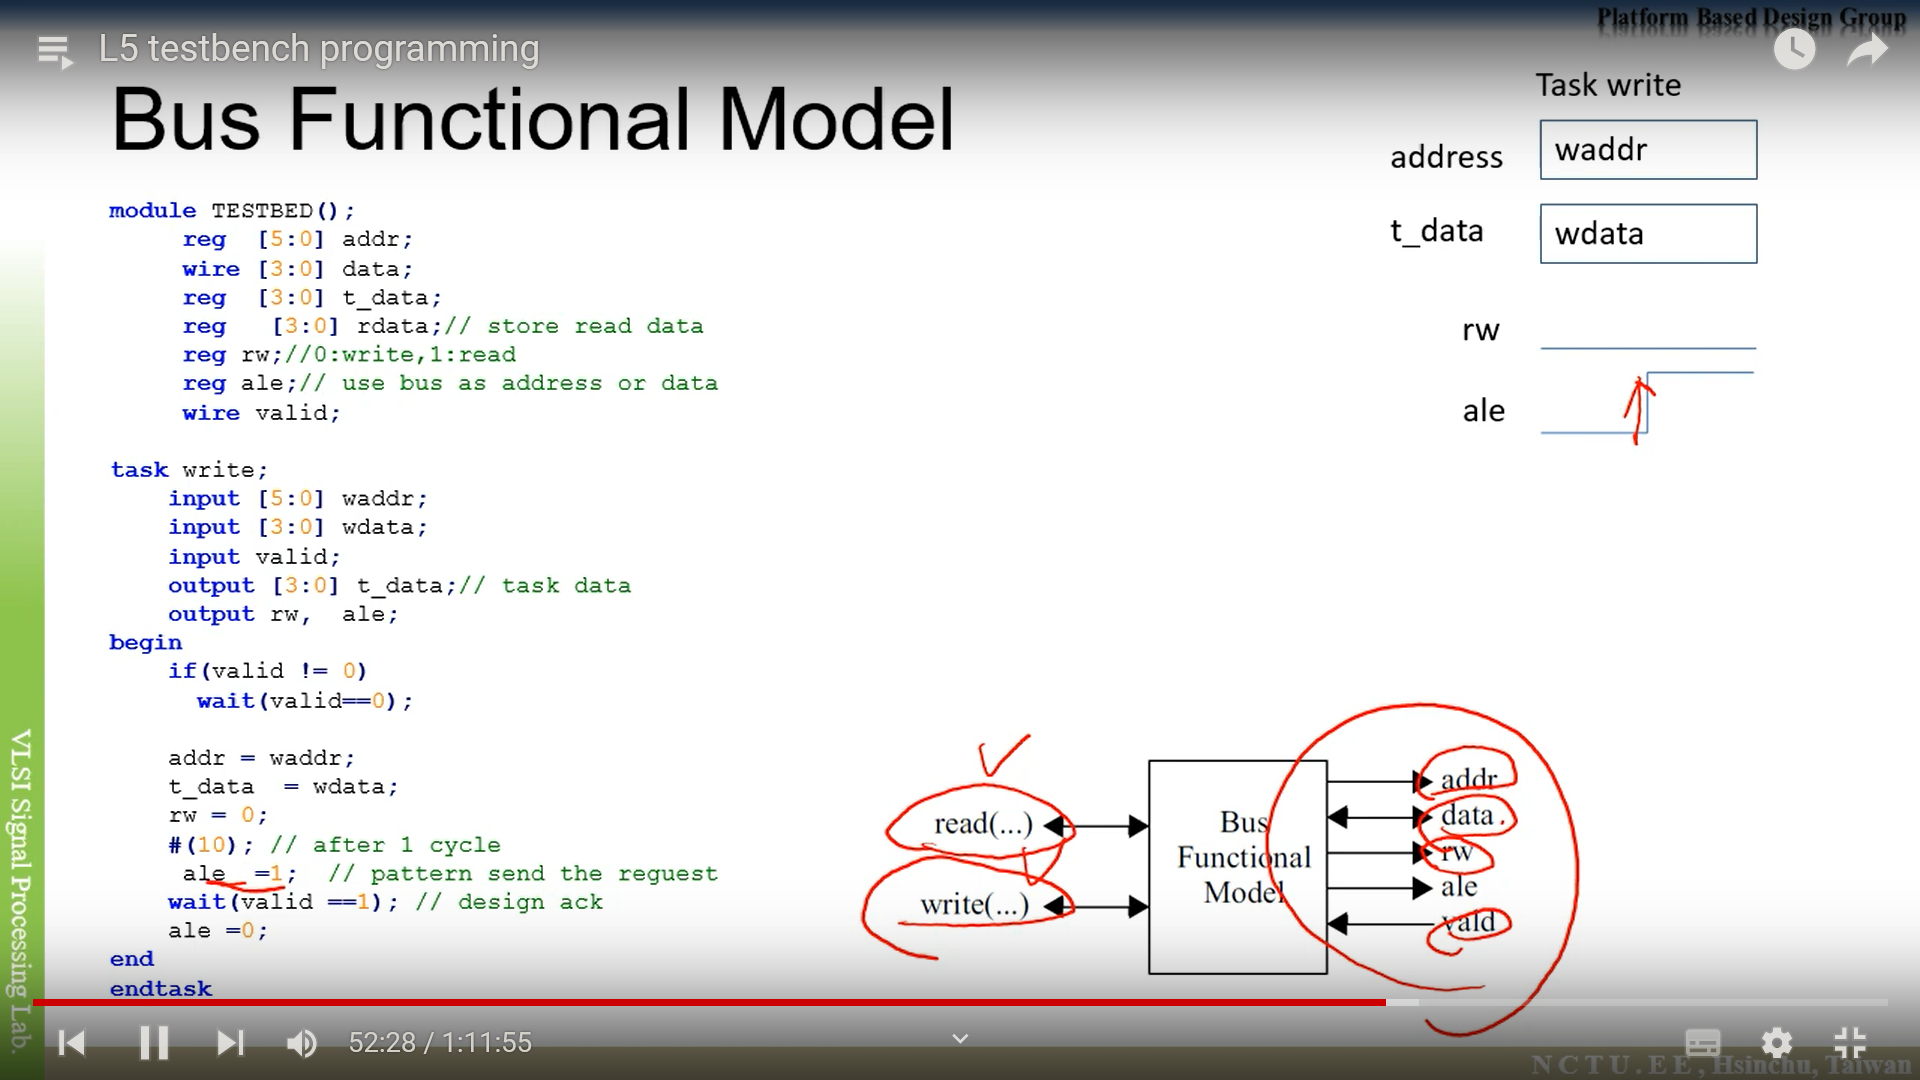 Platform Based Design Group
L5 testbench programming
Bus Functional Model
Task write
address
waddr
t_data
wdata
rw
ale
module TESTBED();
reg [5:0] addr;
wire [3:0] data;
reg [3:0] t_data;
reg [3:0] rdata;// store read data
reg rw;//0:write,1:read
reg ale;// use bus as address or data
wire valid;
task write;
input [5:0] waddr;
input [3:0] wdata;
input valid;
output [3:0] t_data;// task data
output rw, ale;
begin
if(valid != 0)
wait(valid==0);
addr = waddr;
t_data = wdata;
rw = 0;
#(10); // after 1 cycle
ale =1; // pattern send the reguest
wait(valid ==1); // design ack
ale =0;
end
endtask
read(...)
write(...)
Bus
Functional
Model
addr
data
rw
ale
vald
VLSI Signal Processing Lab.
52:28 / 1:11:55
NCTU.EE, Hsinchu, Taiwan